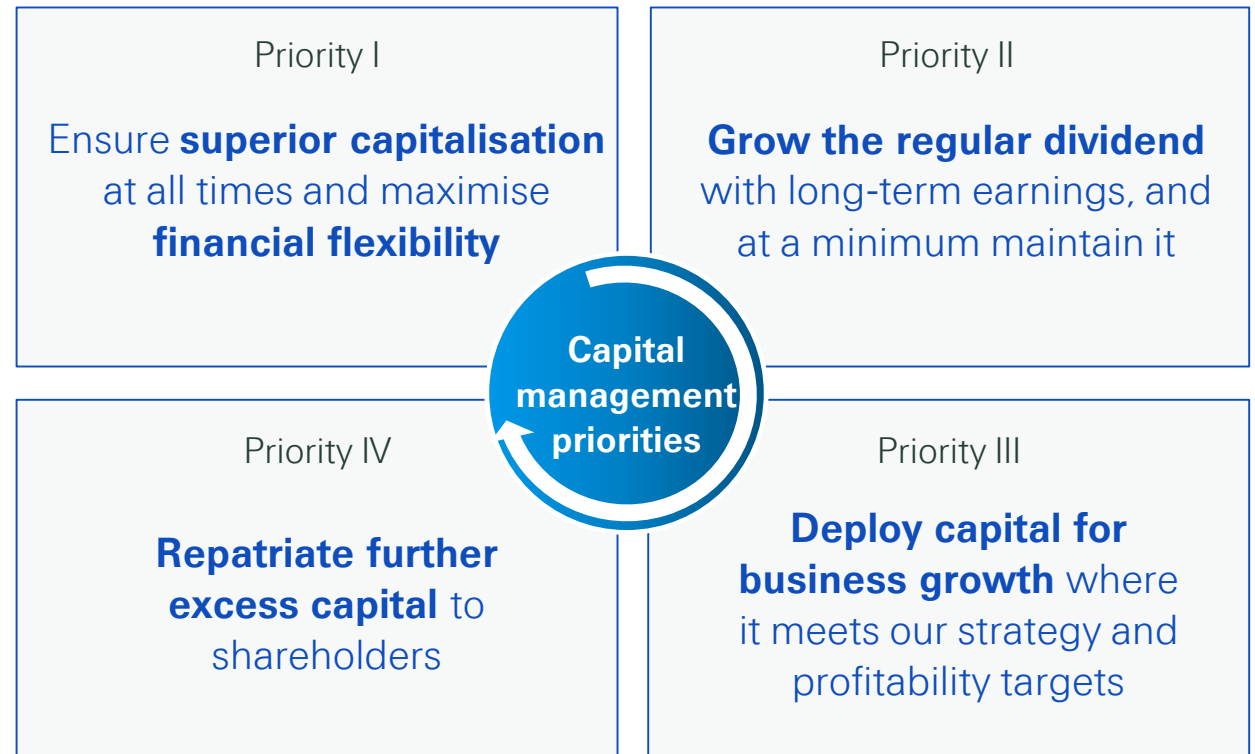 Priority I
Ensure superior capitalisation
at all times and maximise
financial flexibility
Priority II
Grow the regular dividend
with long-term earnings, and
at a minimum maintain it
Capital
management
priorities
Priority III
Deploy capital for
business growth where
it meets our strategy and
profitability targets
Priority IV
Repatriate further
excess capital to
shareholders